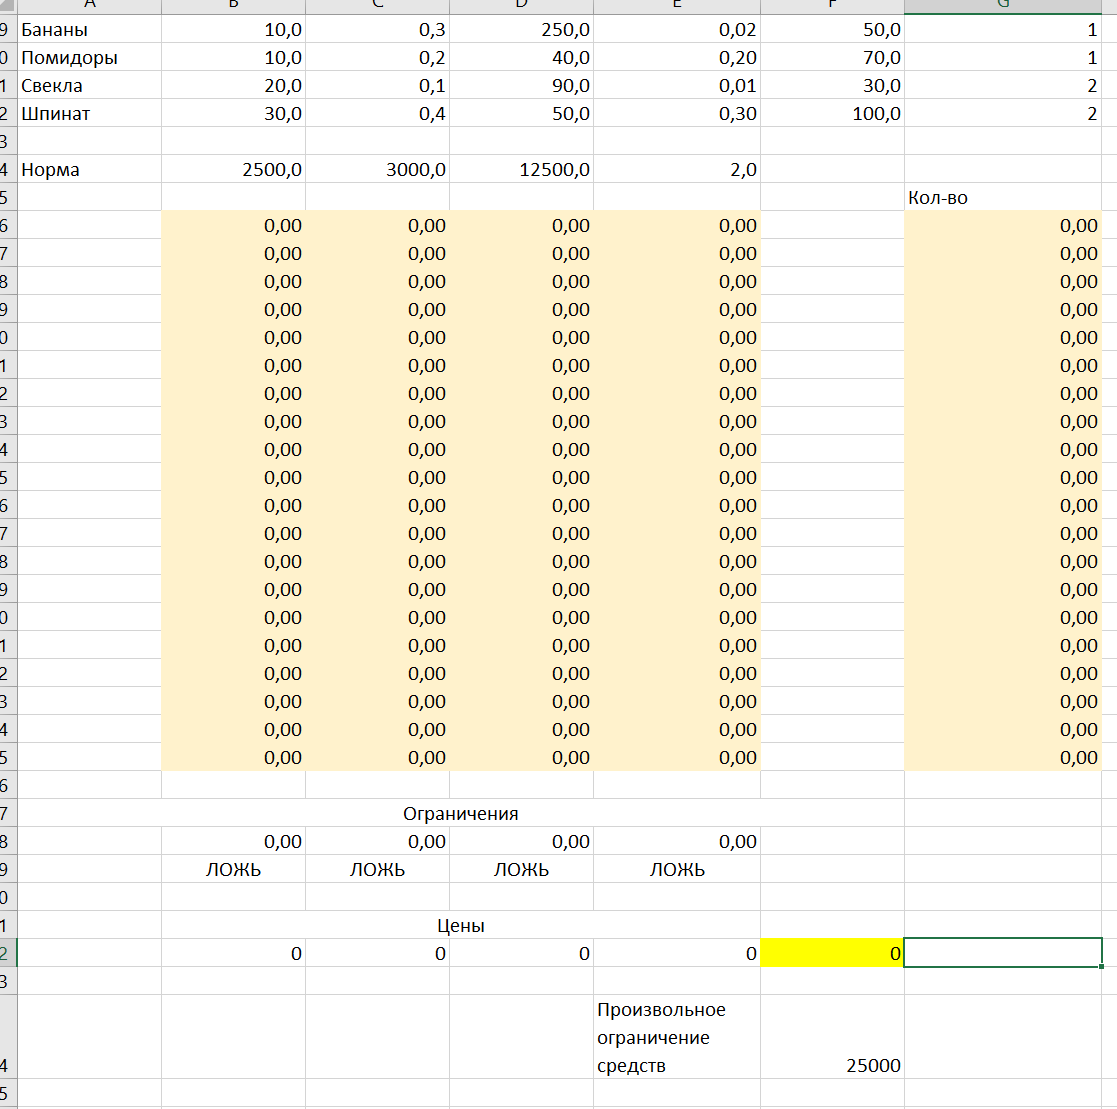 A B C D E F G
9 Бананы 10,0 0,3 250,0 0,02 50,0 1
0 Помидоры 10,0 0,2 40,0 0,20 70,0 1
1 Свекла 20,0 0,1 90,0 0,01 30,0 2
2 Шпинат 30,0 0,4 50,0 0,30 100,0 2
3
4 Норма 2500,0 3000,0 12500,0 2,0
5 Кол-во
6 0,00 0,00 0,00 0,00 0,00
7 0,00 0,00 0,00 0,00 0,00
8 0,00 0,00 0,00 0,00 0,00
9 0,00 0,00 0,00 0,00 0,00
0 0,00 0,00 0,00 0,00 0,00
1 0,00 0,00 0,00 0,00 0,00
2 0,00 0,00 0,00 0,00 0,00
3 0,00 0,00 0,00 0,00 0,00
4 0,00 0,00 0,00 0,00 0,00
5 0,00 0,00 0,00 0,00 0,00
6 0,00 0,00 0,00 0,00 0,00
7 0,00 0,00 0,00 0,00 0,00
8 0,00 0,00 0,00 0,00 0,00
9 0,00 0,00 0,00 0,00 0,00
0 0,00 0,00 0,00 0,00 0,00
1 0,00 0,00 0,00 0,00 0,00
2 0,00 0,00 0,00 0,00 0,00
3 0,00 0,00 0,00 0,00 0,00
4 0,00 0,00 0,00 0,00 0,00
5 0,00 0,00 0,00 0,00 0,00
6
7 Ограничения
8 0,00 0,00 0,00 0,00
9 ЛОЖЬ ЛОЖЬ ЛОЖЬ ЛОЖЬ
0
1 Цены
2 0 0 0 0 0
3
Произвольное
ограничение
4 средств 25000
5